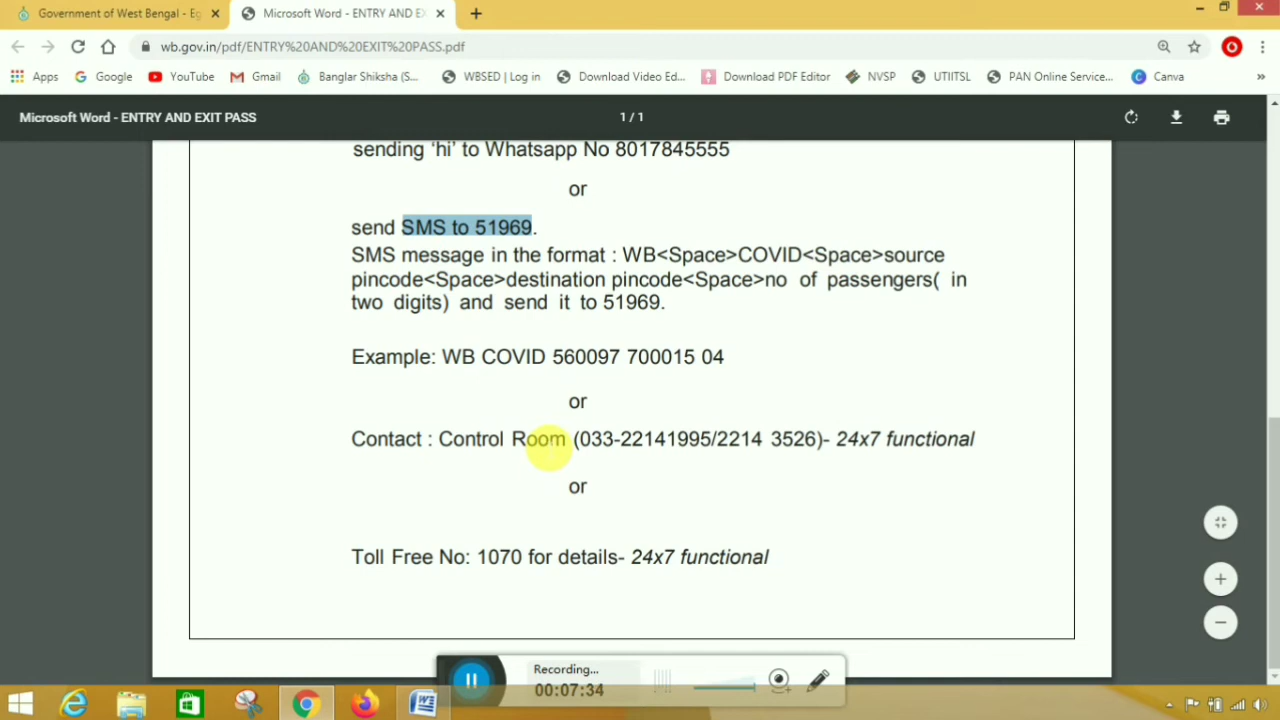 Government of West Bengal - Eg
Microsoft Word - ENTRY AND EX
wb.gov.in/pdf/ENTRY%20AND%20EXIT%20PASS.pdf
Apps Google YouTube Gmail Banglar Shiksha (S... WBSED | Log in Download Video Ed... Download PDF Editor NVSP UTIITSL PAN Online Service... Canva »
Microsoft Word - ENTRY AND EXIT PASS 1 / 1
sending ‘hi’ to Whatsapp No 8017845555
or
send SMS to 51969.
SMS message in the format : WB<Space>COVID<Space>source
pincode<Space>destination pincode<Space>no of passengers( in
two digits) and send it to 51969.
Example: WB COVID 560097 700015 04
or
Contact : Control Room (033-22141995/2214 3526)- 24x7 functional
or
Toll Free No: 1070 for details- 24x7 functional
Recording...
00:07:34